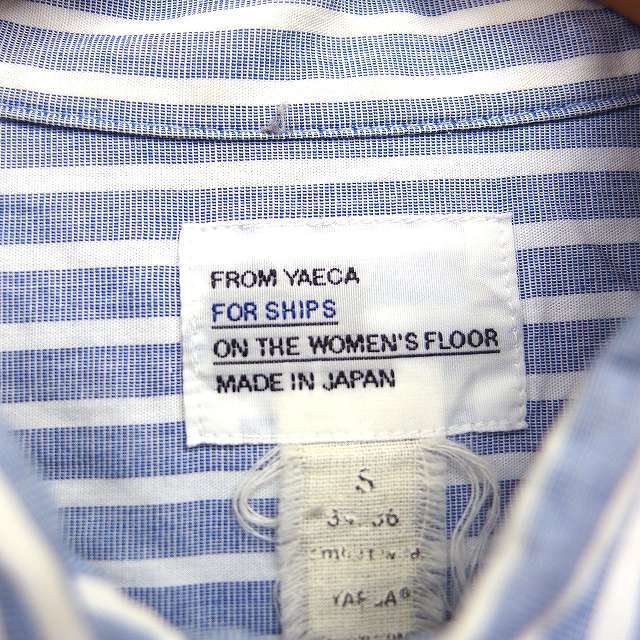 FROM YAECA
FOR SHIPS
ON THE WOMEN'S FLOOR
MADE IN JAPAN
S